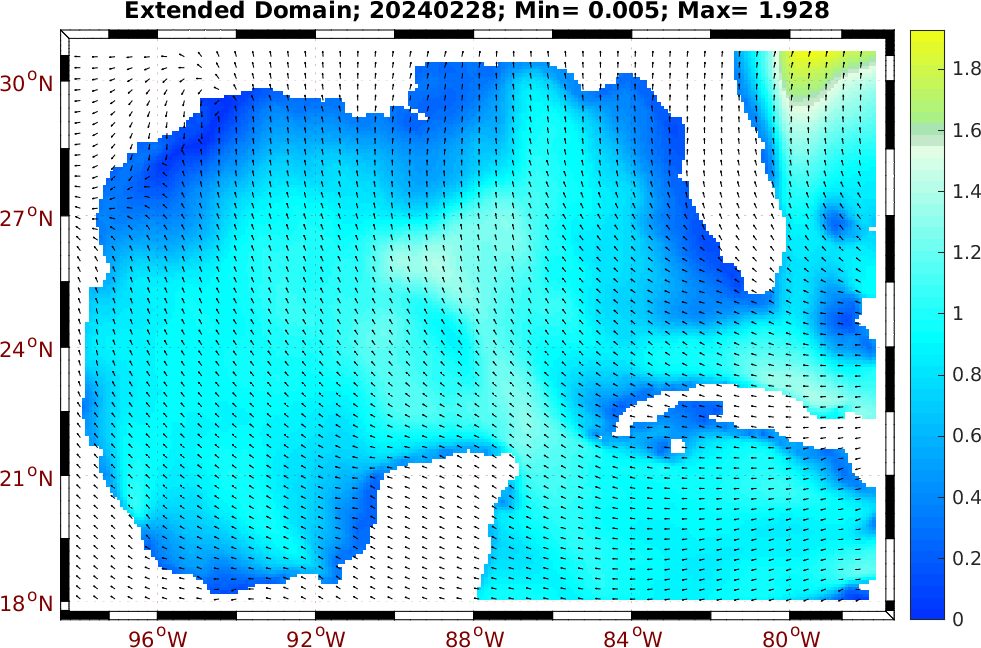 Extended Domain; 20240228; Min= 0.005; Max= 1.928
30°N
27°N
24°N
21°N
18°N
96°W
92°W
88°W
84°W
80°W
1.8
1.6
1.4
1.2
1
0.8
0.6
0.4
0.2
0